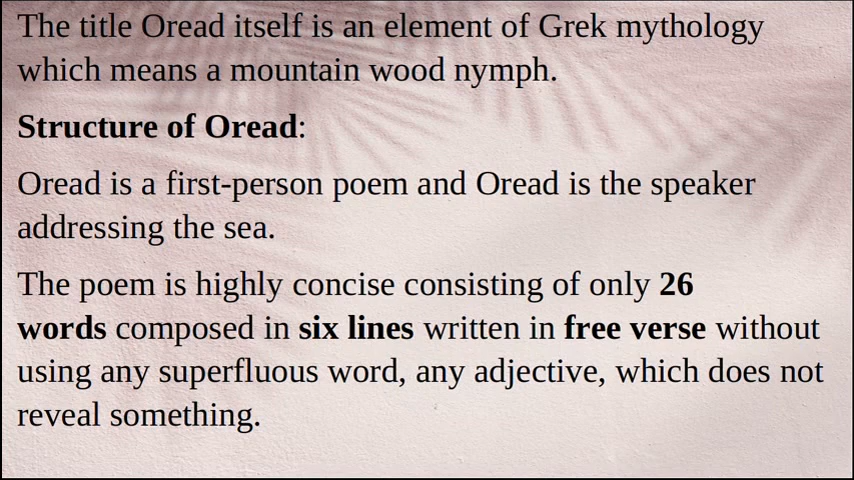 The title Oread itself is an element of Grek mythology
which means a mountain wood nymph.
Structure of Oread:
Oread is a first-person poem and Oread is the speaker
addressing the sea.
The poem is highly concise consisting of only 26
words composed in six lines written in free verse without
using any superfluous word, any adjective, which does not
reveal something.